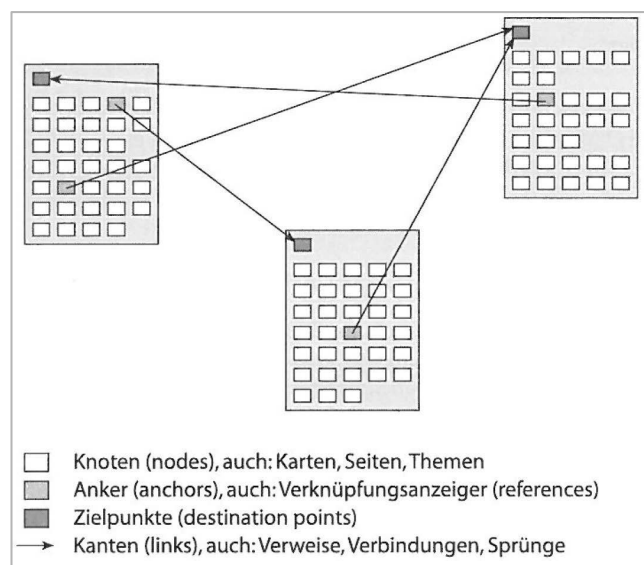 Knoten (nodes), auch: Karten, Seiten, Themen
Anker (anchors), auch: Verknüpfungsanzeiger (references)
Zielpunkte (destination points)
Kanten (links), auch: Verweise, Verbindungen, Sprünge